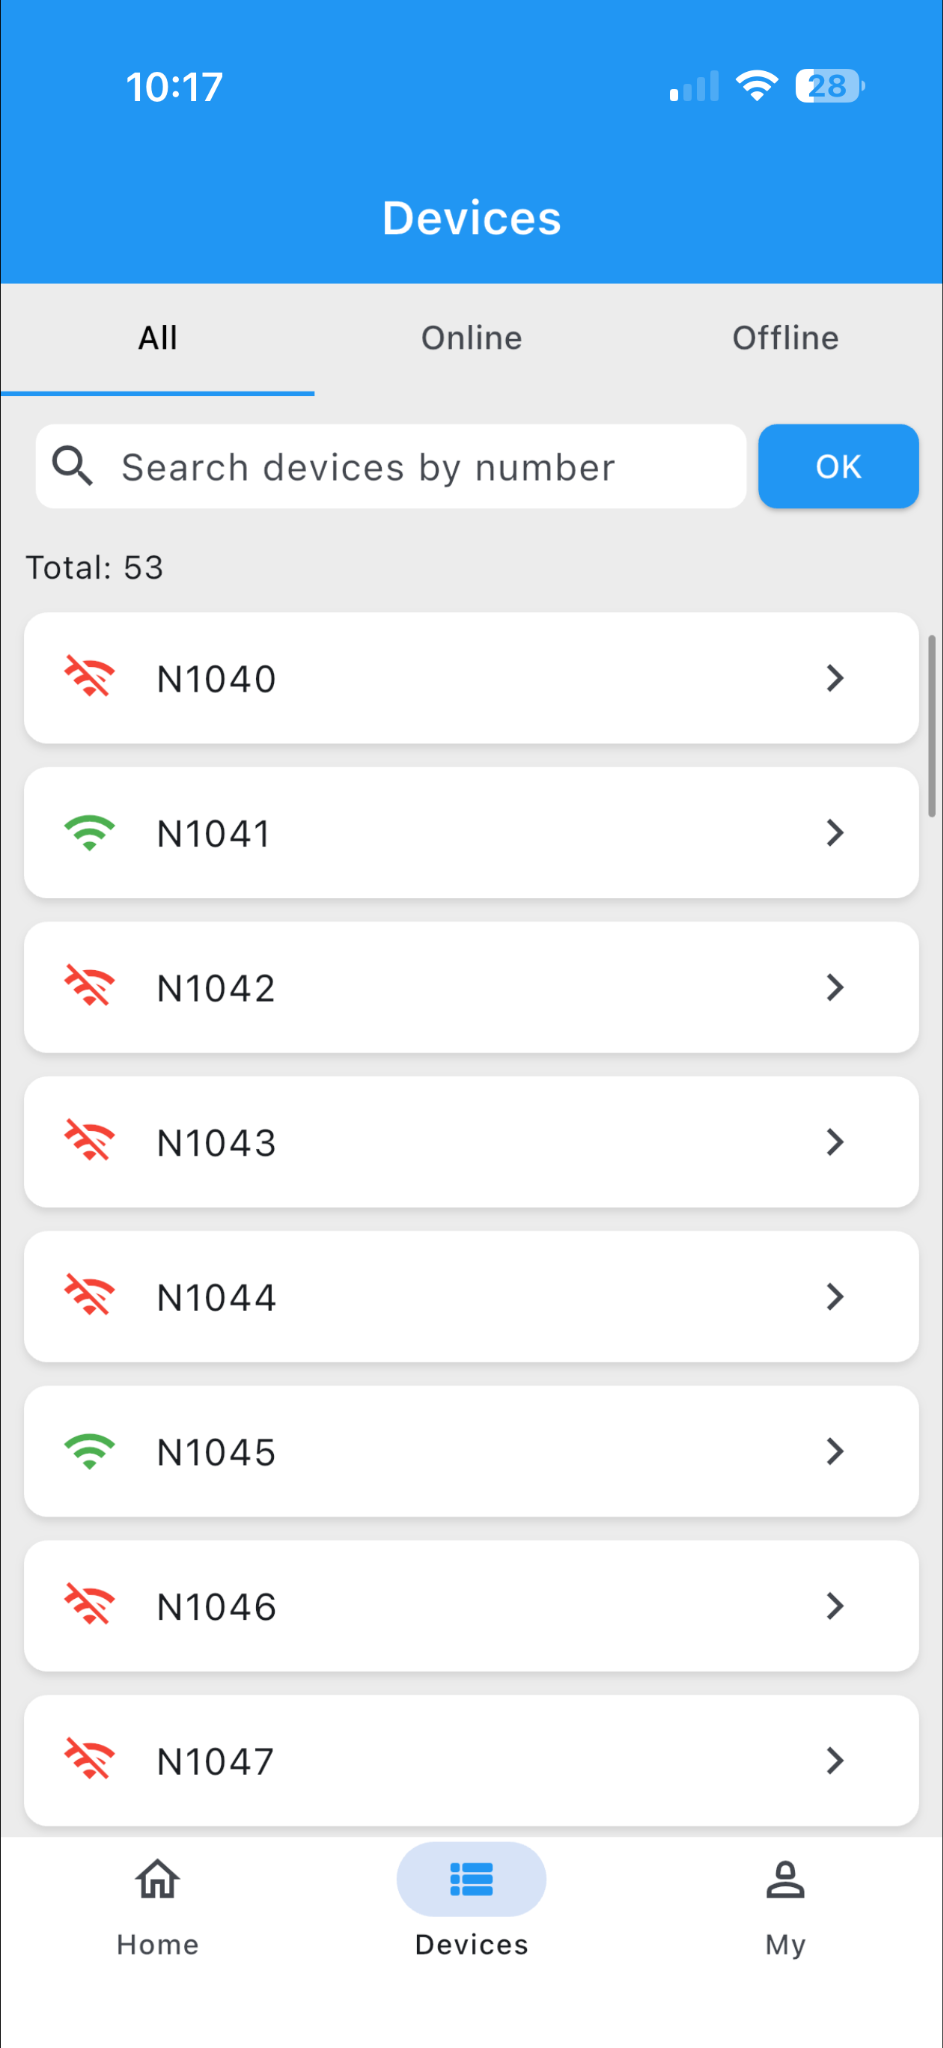 10:17
28
Devices
All Online Offline
Search devices by number OK
Total: 53
N1040
N1041
N1042
N1043
N1044
N1045
N1046
N1047
Home Devices My